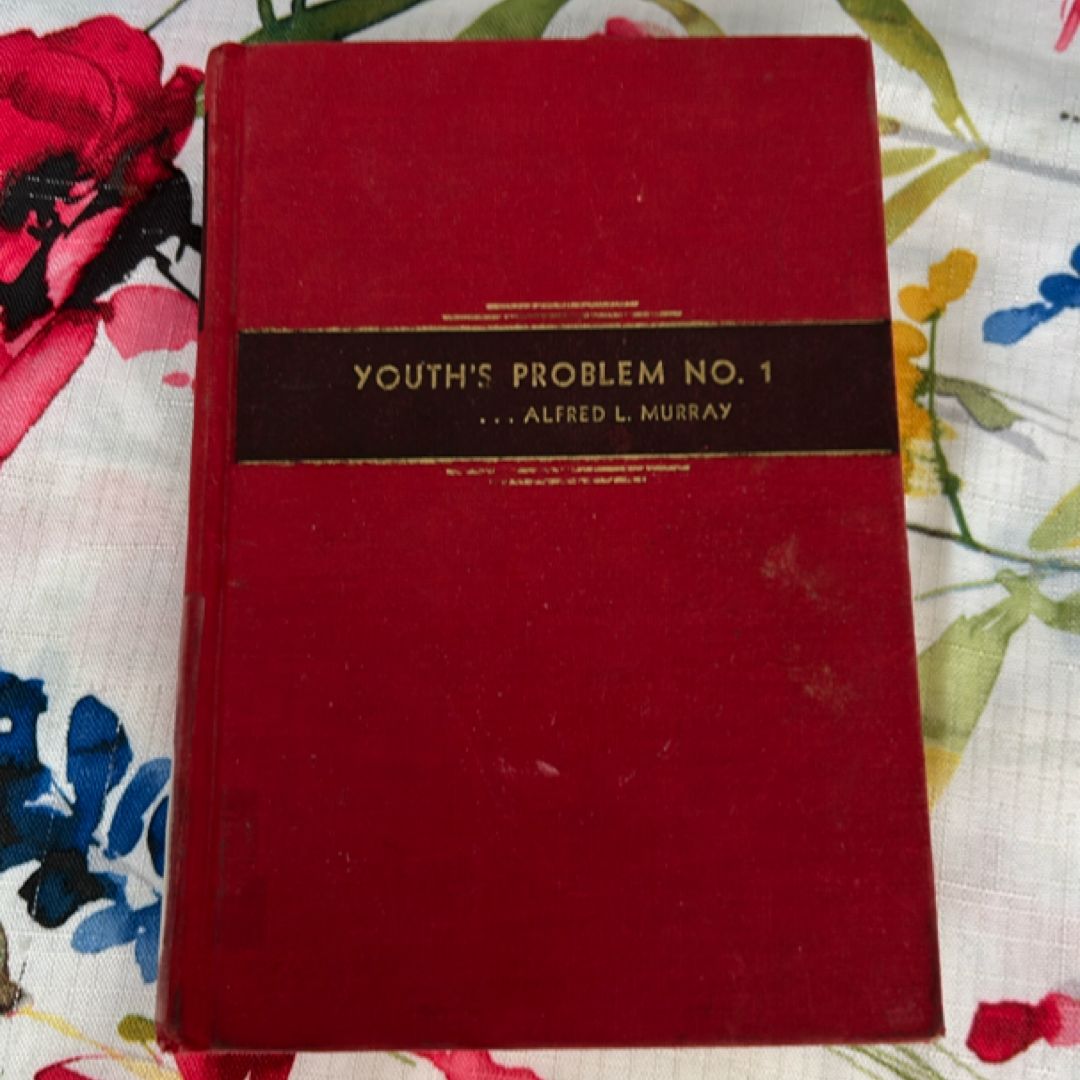 YOUTH'S PROBLEM NO. 1
...ALFRED L. MURRAY